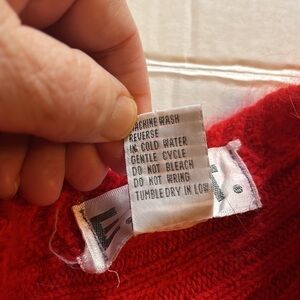 MACHINE WASH
REVERSE
IN COLD WATER
GENTLE CYCLE
DO NOT BLEACH
DO NOT WRING
TUMBLE DRY IN LOW